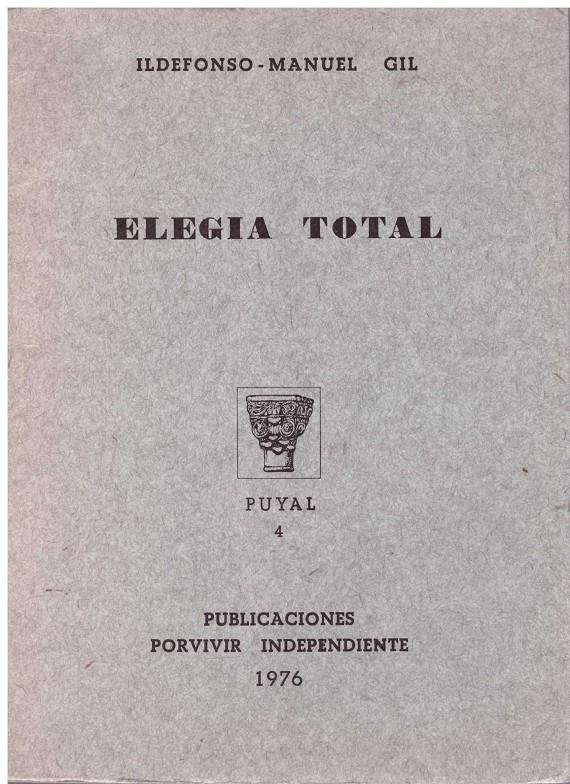 ILDEFONSO-MANUEL GIL
ELEGIA TOTAL
PUYAL
4
PUBLICACIONES
PORVIVIR INDEPENDIENTE
1976